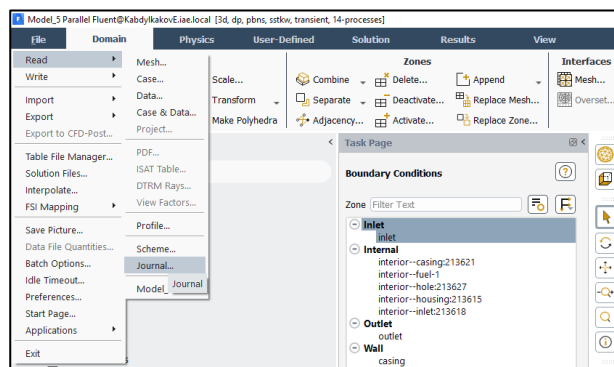 Model_5 Parallel Fluent@KabdylkakovE.iae.local [3d, dp, pbns, sstkw, transient, 14-processes]
File Domain Physics User-Defined Solution Results View
Read
Write
Import
Export
Export to CFD-Post...
Table File Manager...
Solution Files...
Interpolate...
FSI Mapping
Save Picture...
Data File Quantities...
Batch Options...
Idle Timeout...
Preferences...
Start Page...
Applications
Exit
Mesh...
Case...
Data...
Case & Data...
Project...
PDF...
ISAT Table...
DTRM Rays...
View Factors...
Profile...
Scheme...
Journal...
Model_
Journal
Scale...
Transform
Make Polyhedra
Zones
Combine Delete... Append
Separate Deactivate... Replace Mesh...
Adjacency... Activate... Replace Zone...
Interfaces
Mesh...
Overset...
Task Page
Boundary Conditions
Zone Filter Text
Inlet
inlet
Internal
interior--casing:213621
interior--fuel-1
interior--hole:213627
interior--housing:213615
interior--inlet:213618
Outlet
outlet
Wall
casing